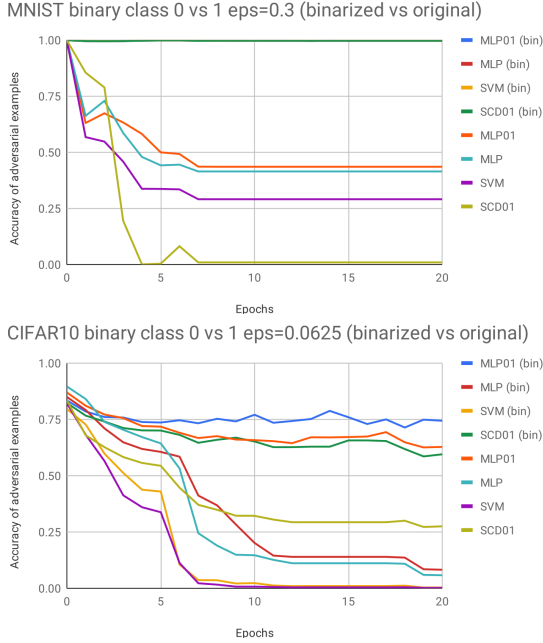 MNIST binary class 0 vs 1 eps=0.3 (binarized vs original)
Accuracy of adversarial examples
1.00
0.75
0.50
0.25
0.00
0
5
10
15
20
Epochs
MLP01 (bin)
MLP (bin)
SVM (bin)
SCD01 (bin)
MLP01
MLP
SVM
SCD01
CIFAR10 binary class 0 vs 1 eps=0.0625 (binarized vs original)
Accuracy of adversarial examples
1.00
0.75
0.50
0.25
0.00
0
5
10
15
20
Epochs
MLP01 (bin)
MLP (bin)
SVM (bin)
SCD01 (bin)
MLP01
MLP
SVM
SCD01